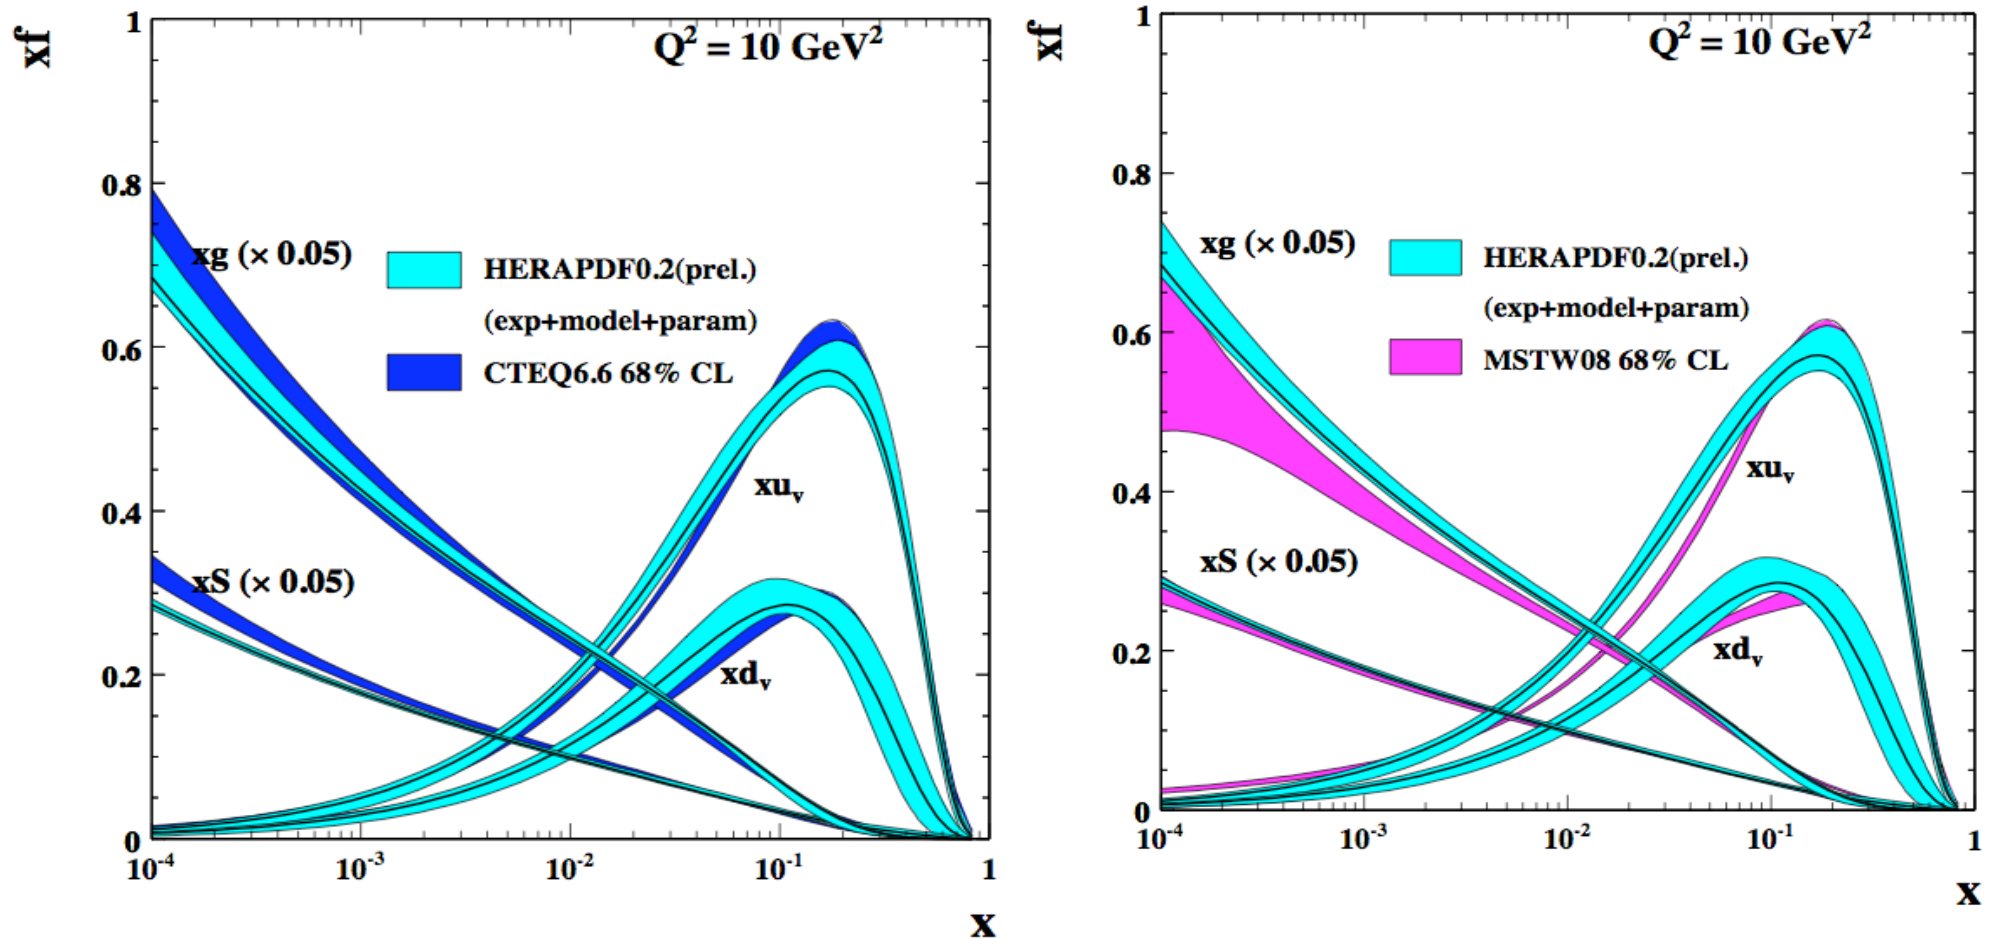 xf
1
0.8
0.6
0.4
0.2
0
Q² = 10 GeV²
xg (× 0.05)
HERAPDF0.2(prel.)
(exp+model+param)
CTEQ6.6 68% CL
xS (× 0.05)
xuᵥ
xdᵥ
10⁻⁴ 10⁻³ 10⁻² 10⁻¹ 1
x
xf
1
0.8
0.6
0.4
0.2
0
Q² = 10 GeV²
xg (× 0.05)
HERAPDF0.2(prel.)
(exp+model+param)
MSTW08 68% CL
xS (× 0.05)
xuᵥ
xdᵥ
10⁻⁴ 10⁻³ 10⁻² 10⁻¹ 1
x